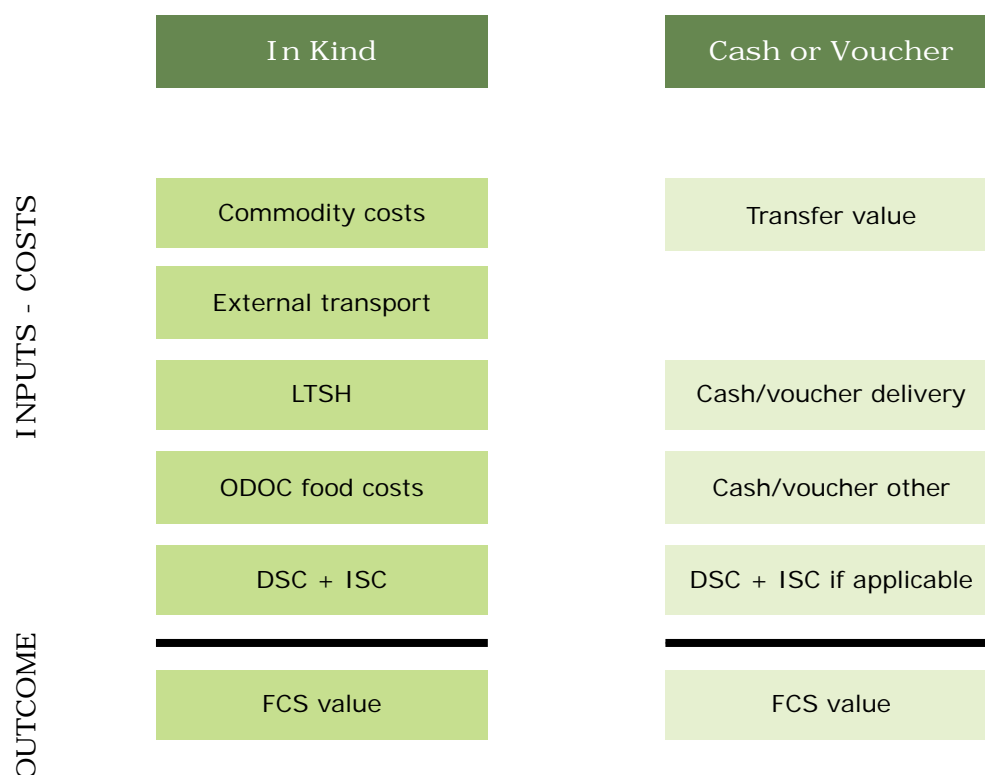 In Kind
Cash or Voucher
INPUTS - COSTS
Commodity costs
Transfer value
External transport
LTSH
Cash/voucher delivery
ODOC food costs
Cash/voucher other
DSC + ISC
DSC + ISC if applicable
OUTCOME
FCS value
FCS value